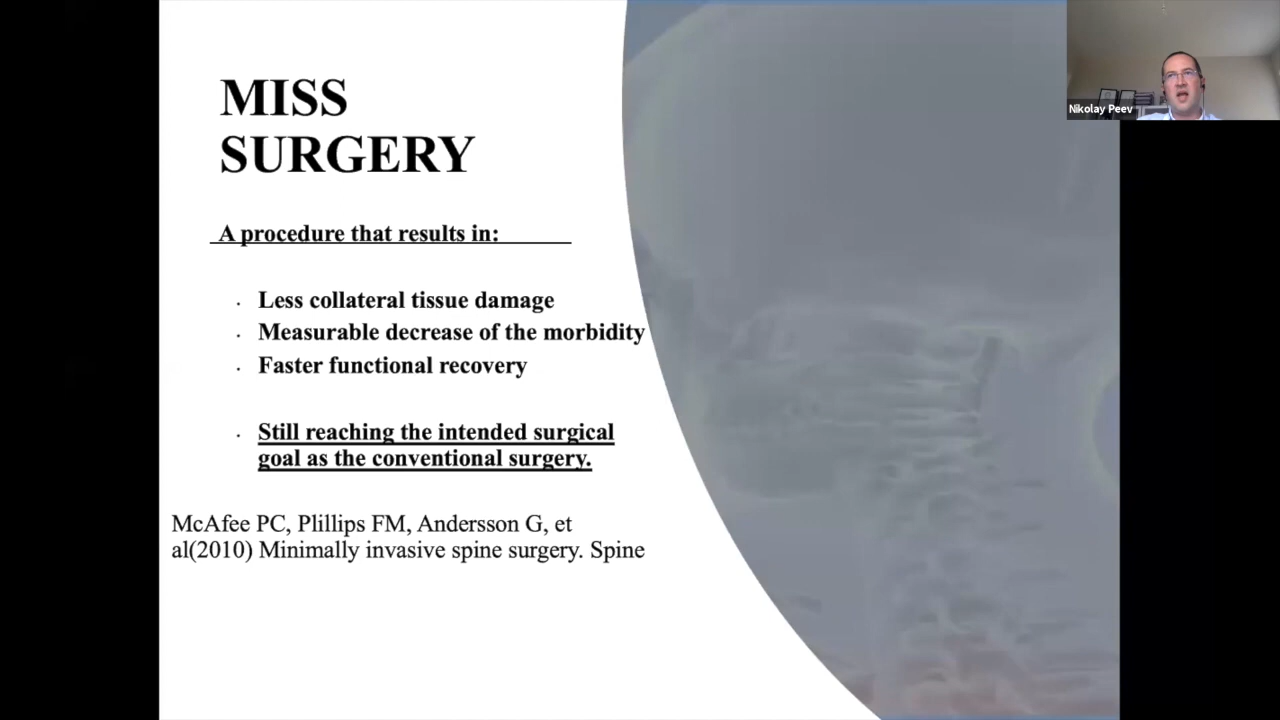 MISS
SURGERY
A procedure that results in:
· Less collateral tissue damage
· Measurable decrease of the morbidity
· Faster functional recovery
· Still reaching the intended surgical
goal as the conventional surgery.
McAfee PC, Plillips FM, Andersson G, et
al(2010) Minimally invasive spine surgery. Spine
Nikolay Peev